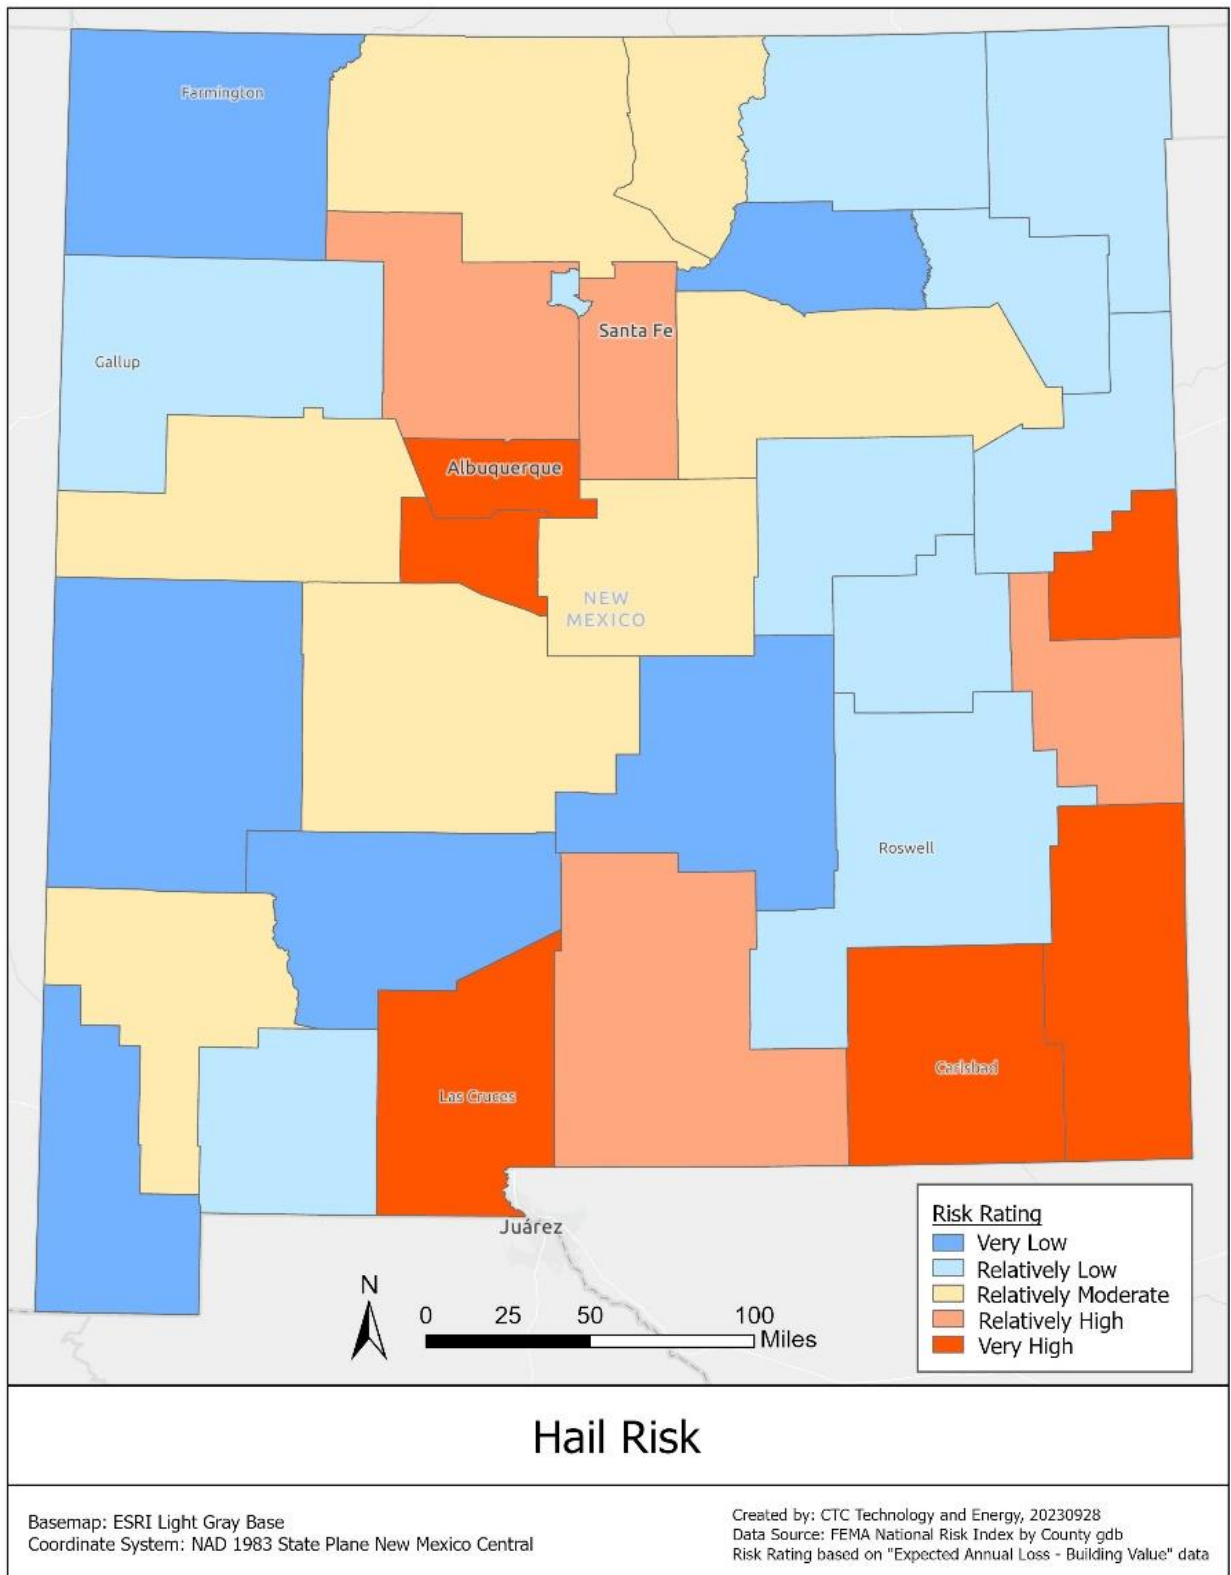 Farmington
Santa Fe
Gallup
Albuquerque
NEW
MEXICO
Roswell
Carlsbad
Las Cruces
Juárez
Risk Rating
Very Low
Relatively Low
Relatively Moderate
Relatively High
Very High
N
0 25 50 100
Miles
Hail Risk
Basemap: ESRI Light Gray Base
Coordinate System: NAD 1983 State Plane New Mexico Central
Created by: CTC Technology and Energy, 20230928
Data Source: FEMA National Risk Index by County gdb
Risk Rating based on "Expected Annual Loss - Building Value" data